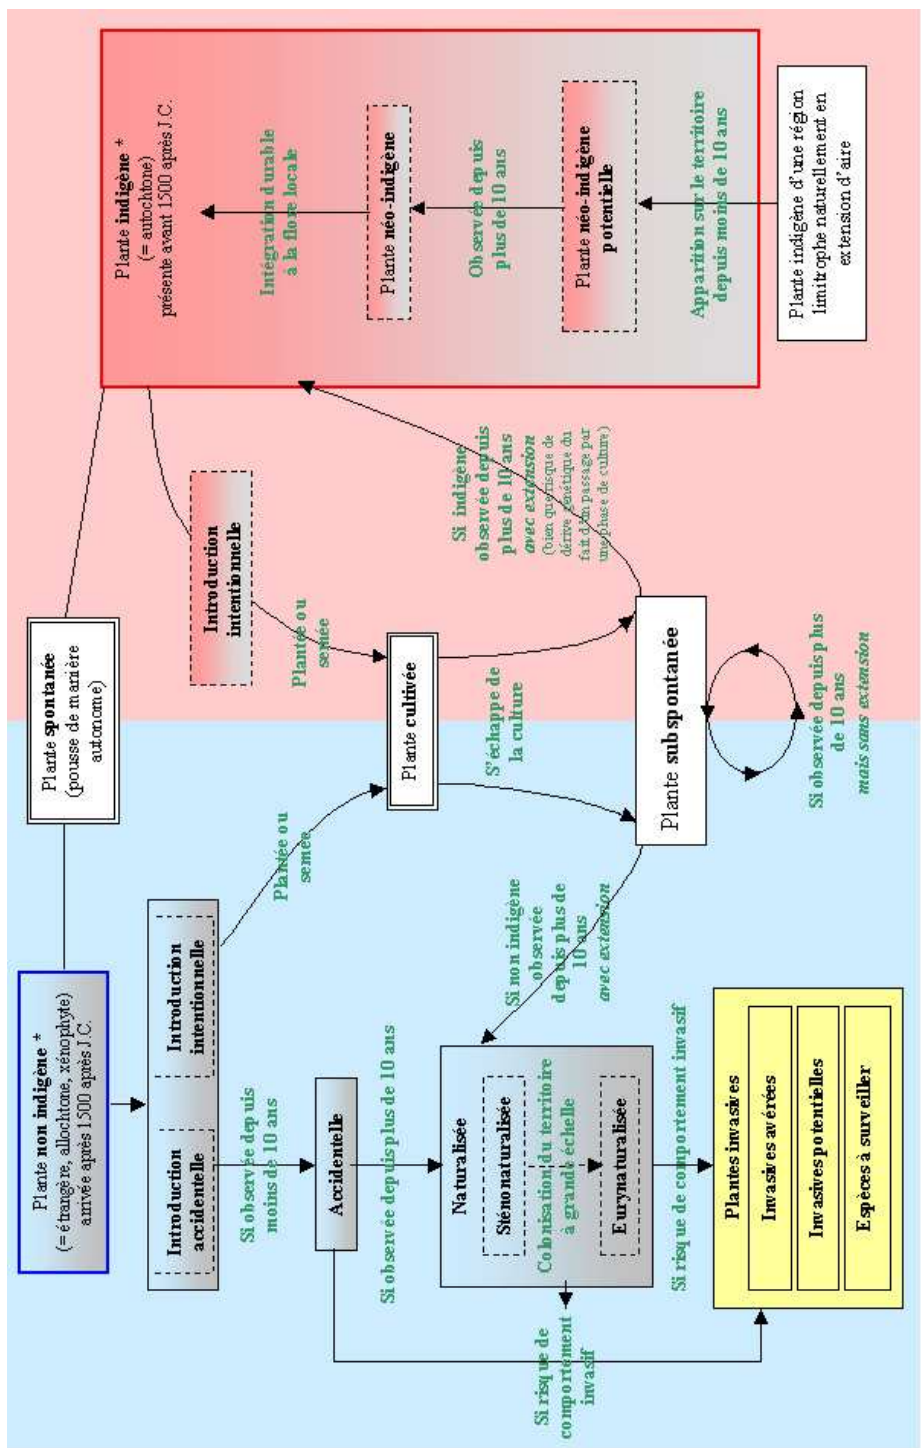 Plante spontanée
(pousse de manière
autonome)
Plante non indigène *
(= étrangère, allochtone, xénophyte)
arrivée après 1500 après J.C.
Plante indigène *
(= autochtone)
présente avant 1500 après J.C.
Introduction
accidentelle
Introduction
intentionnelle
Introduction
intentionnelle
Intégration durable
à la flore locale
Si observée depuis
moins de 10 ans
Plantée ou
semée
Plantée ou
semée
Plante néo-indigène
Accidentelle
Plante cultivée
Observée depuis
plus de 10 ans
Si observée depuis plus de 10 ans
S'échappe de
la culture
Si non indigène
observée
depuis plus de
10 ans
avec extension
Si indigène
observée depuis
plus de 10 ans
avec extension
(bien que risque de
dérive génétique du
fait d'un passage par
une phase de culture)
Plante néo-indigène
potentielle
Naturalisée
Sténonaturalisée
Colonisation du territoire
à grande échelle
Eurynaturalisée
Plante subspontanée
Apparition sur le territoire
depuis moins de 10 ans
Si risque de
comportement
invasif
Si risque de comportement invasif
Si observée depuis plus
de 10 ans
mais sans extension
Plante indigène d'une région
limitrophe naturellement en
extension d'aire
Plantes invasives
Invasives avérées
Invasives potentielles
Espèces à surveiller